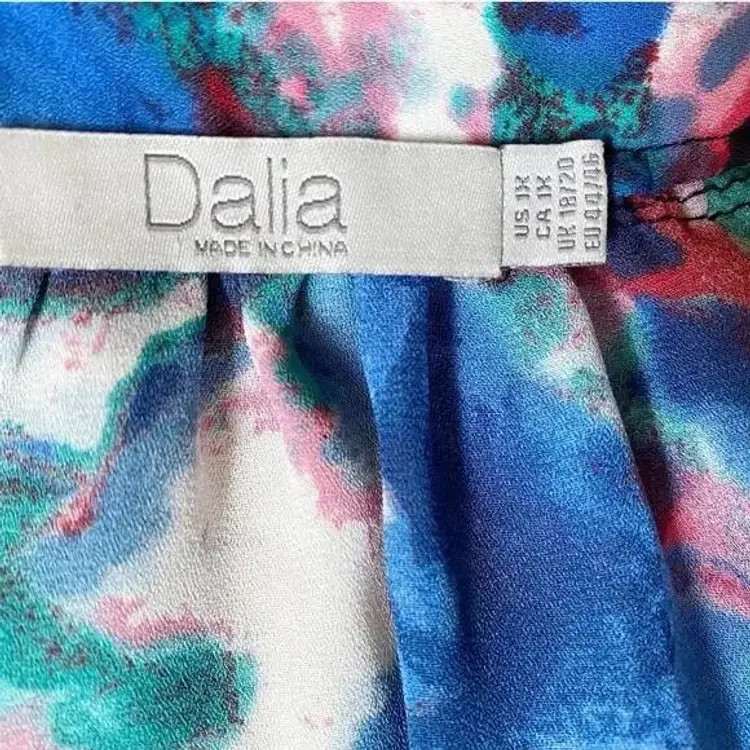 Dalia
MADE IN CHINA
US 1X
CA 1X
UK 18/20
EU 44/46